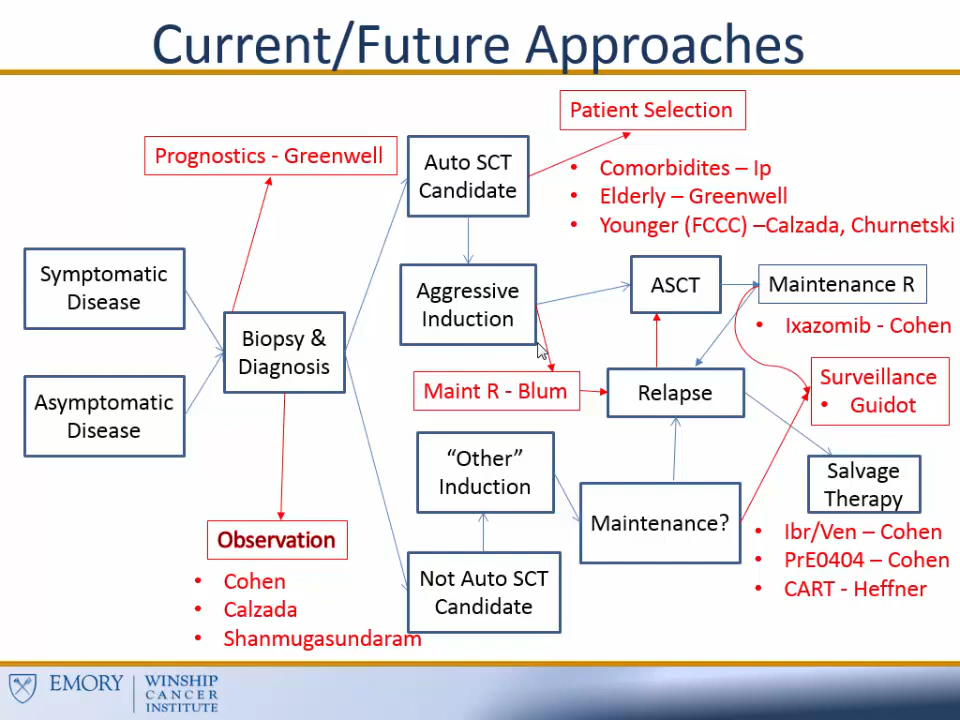 Current/Future Approaches
Patient Selection
Prognostics - Greenwell
Auto SCT
Candidate
• Comorbidites – Ip
• Elderly – Greenwell
• Younger (FCCC) –Calzada, Churnetski
Symptomatic
Disease
Aggressive
Induction
ASCT
Maintenance R
• Ixazomib - Cohen
Biopsy &
Diagnosis
Asymptomatic
Disease
Maint R - Blum
Relapse
Surveillance
• Guidot
"Other"
Induction
Salvage
Therapy
Maintenance?
• Ibr/Ven – Cohen
• PrE0404 – Cohen
• CART - Heffner
Observation
• Cohen
• Calzada
• Shanmugasundaram
Not Auto SCT
Candidate
EMORY
WINSHIP
CANCER
INSTITUTE